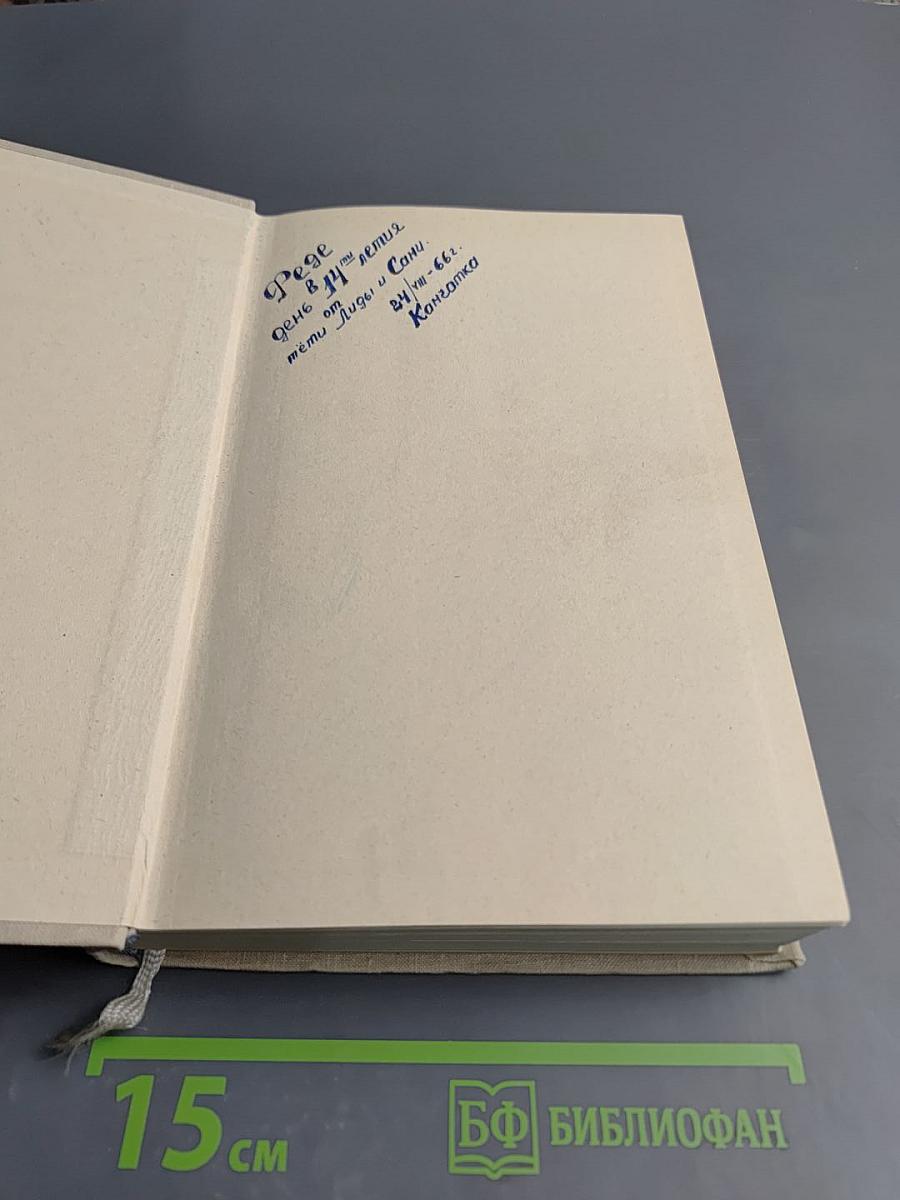 Феде
в
день 14ти летия
от
тёти Лиды и Сани.
24/VIII-66г.
Кангатка
15 см
БФ БИБЛИОФАН